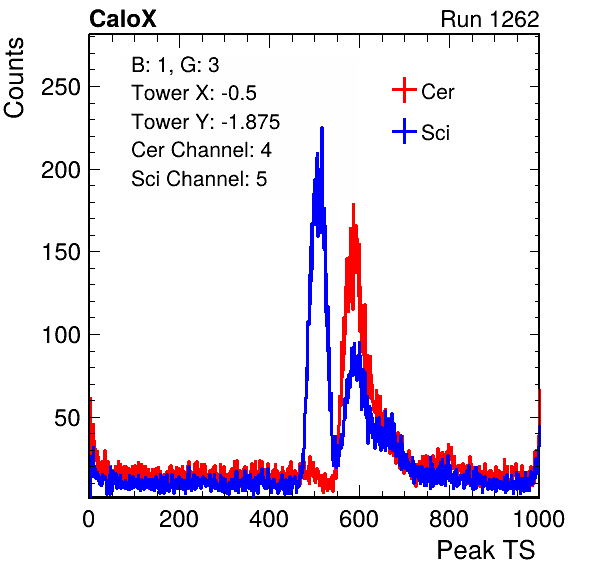 CaloX Run 1262
Counts
B: 1, G: 3
Tower X: -0.5
Tower Y: -1.875
Cer Channel: 4
Sci Channel: 5
Cer
Sci
250
200
150
100
50
0 200 400 600 800 1000
Peak TS